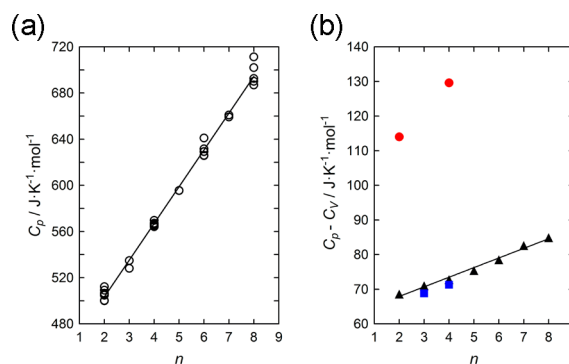 (a)
720
680
640
600
560
520
480
1 2 3 4 5 6 7 8 9
n
C_p / J·K⁻¹·mol⁻¹
(b)
140
130
120
110
100
90
80
70
60
1 2 3 4 5 6 7 8
n
C_p - C_V / J·K⁻¹·mol⁻¹